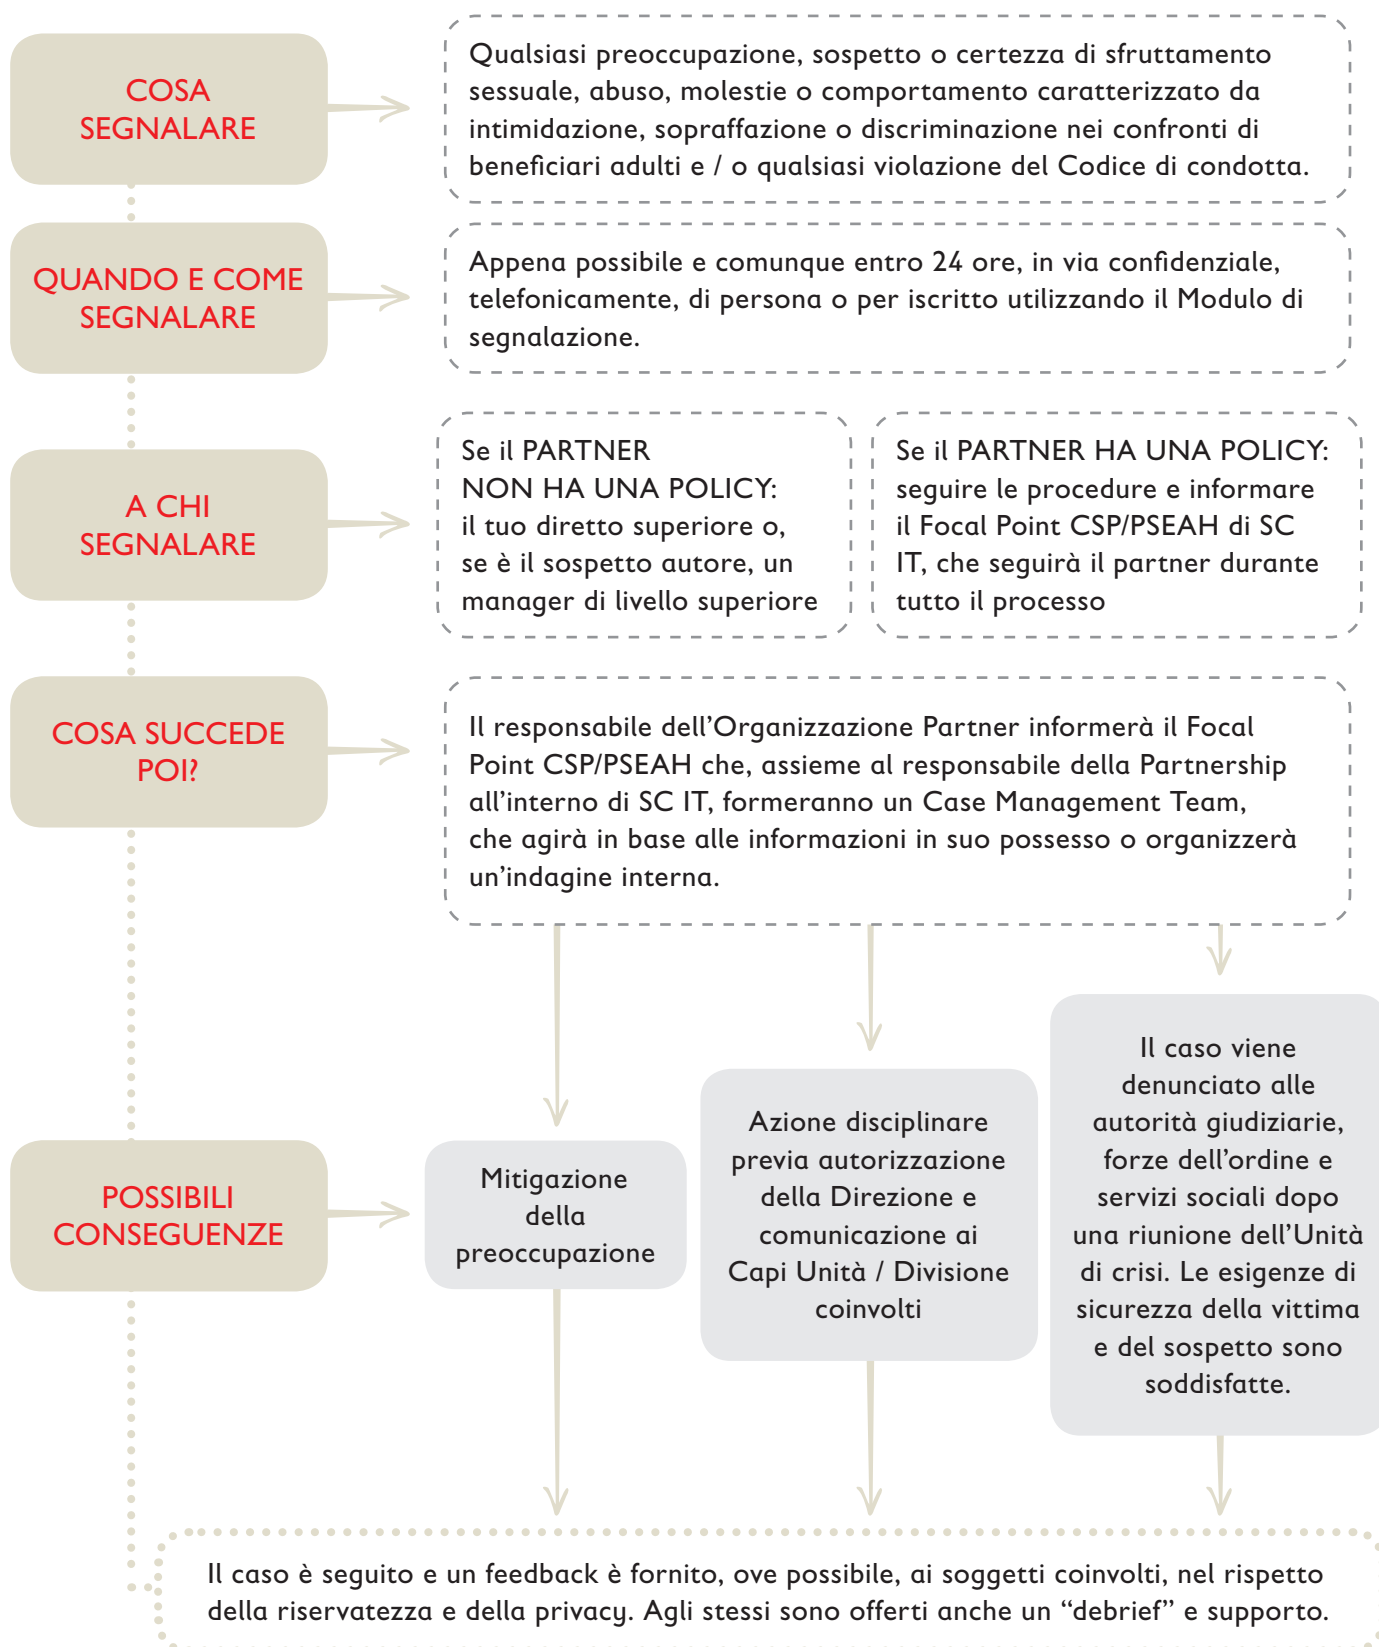 COSA
SEGNALARE
Qualsiasi preoccupazione, sospetto o certezza di sfruttamento
sessuale, abuso, molestie o comportamento caratterizzato da
intimidazione, sopraffazione o discriminazione nei confronti di
beneficiari adulti e / o qualsiasi violazione del Codice di condotta.
QUANDO E COME
SEGNALARE
Appena possibile e comunque entro 24 ore, in via confidenziale,
telefonicamente, di persona o per iscritto utilizzando il Modulo di
segnalazione.
A CHI
SEGNALARE
Se il PARTNER
NON HA UNA POLICY:
il tuo diretto superiore o,
se è il sospetto autore, un
manager di livello superiore
Se il PARTNER HA UNA POLICY:
seguire le procedure e informare
il Focal Point CSP/PSEAH di SC
IT, che seguirà il partner durante
tutto il processo
COSA SUCCEDE
POI?
Il responsabile dell’Organizzazione Partner informerà il Focal
Point CSP/PSEAH che, assieme al responsabile della Partnership
all’interno di SC IT, formeranno un Case Management Team,
che agirà in base alle informazioni in suo possesso o organizzerà
un’indagine interna.
POSSIBILI
CONSEGUENZE
Mitigazione
della
preoccupazione
Azione disciplinare
previa autorizzazione
della Direzione e
comunicazione ai
Capi Unità / Divisione
coinvolti
Il caso viene
denunciato alle
autorità giudiziarie,
forze dell’ordine e
servizi sociali dopo
una riunione dell’Unità
di crisi. Le esigenze di
sicurezza della vittima
e del sospetto sono
soddisfatte.
Il caso è seguito e un feedback è fornito, ove possibile, ai soggetti coinvolti, nel rispetto
della riservatezza e della privacy. Agli stessi sono offerti anche un “debrief” e supporto.